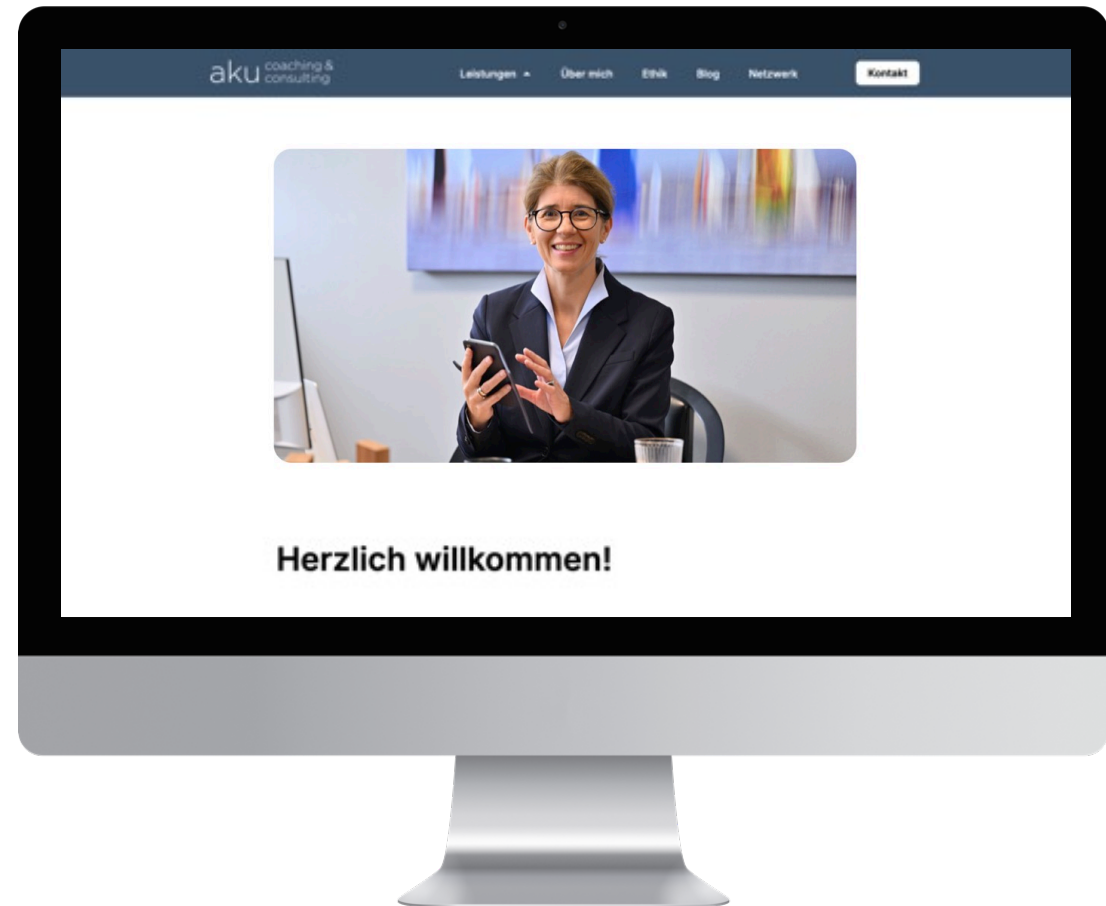 aku coaching &
consulting
Leistungen
Über mich
Ethik
Blog
Netzwerk
Kontakt
Herzlich willkommen!